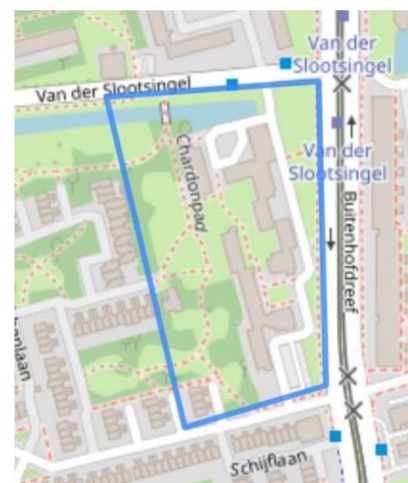 Van der
Slootsingel
Van der Slootsingel
Van der
Slootsingel
Chardonpad
Buitenhofdreef
Schijflaan